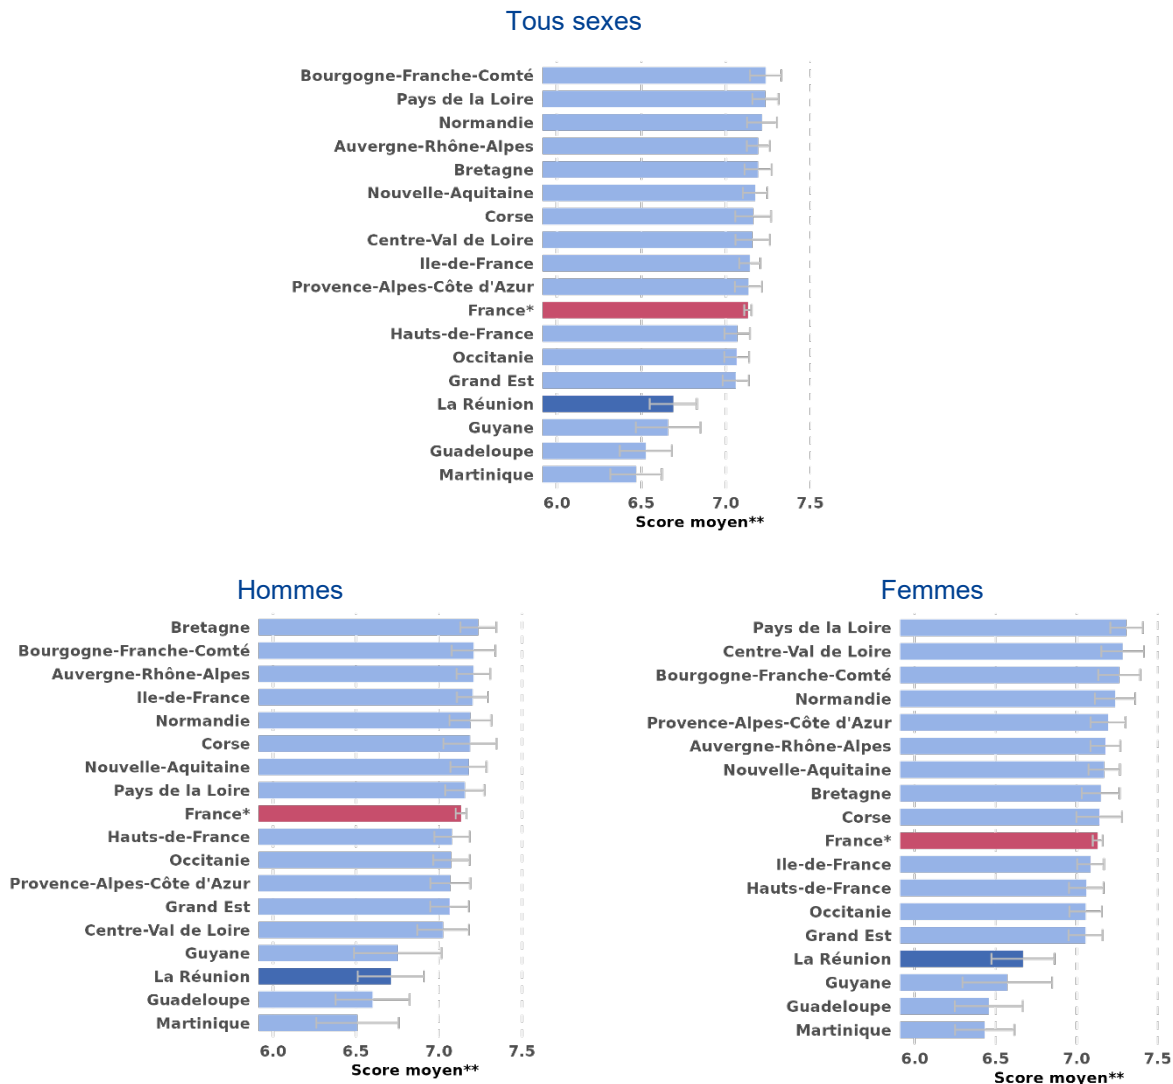 Tous sexes
Bourgogne-Franche-Comté
Pays de la Loire
Normandie
Auvergne-Rhône-Alpes
Bretagne
Nouvelle-Aquitaine
Corse
Centre-Val de Loire
Ile-de-France
Provence-Alpes-Côte d'Azur
France*
Hauts-de-France
Occitanie
Grand Est
La Réunion
Guyane
Guadeloupe
Martinique
6.0 6.5 7.0 7.5
Score moyen**
Hommes
Bretagne
Bourgogne-Franche-Comté
Auvergne-Rhône-Alpes
Ile-de-France
Normandie
Corse
Nouvelle-Aquitaine
Pays de la Loire
France*
Hauts-de-France
Occitanie
Provence-Alpes-Côte d'Azur
Grand Est
Centre-Val de Loire
Guyane
La Réunion
Guadeloupe
Martinique
6.0 6.5 7.0 7.5
Score moyen**
Femmes
Pays de la Loire
Centre-Val de Loire
Bourgogne-Franche-Comté
Normandie
Provence-Alpes-Côte d'Azur
Auvergne-Rhône-Alpes
Nouvelle-Aquitaine
Bretagne
Corse
France*
Ile-de-France
Hauts-de-France
Occitanie
Grand Est
La Réunion
Guyane
Guadeloupe
Martinique
6.0 6.5 7.0 7.5
Score moyen**